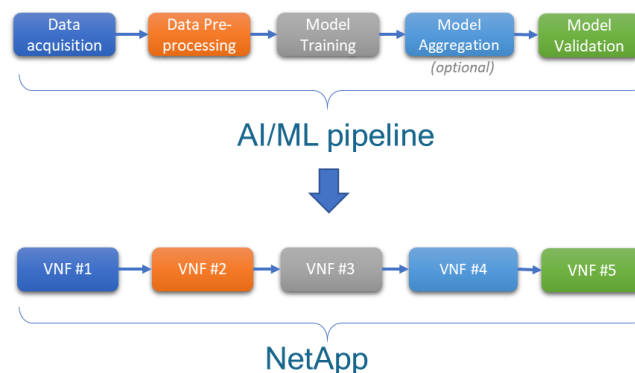 Data acquisition
Data Pre-processing
Model Training
Model Aggregation
(optional)
Model Validation
AI/ML pipeline
VNF #1
VNF #2
VNF #3
VNF #4
VNF #5
NetApp